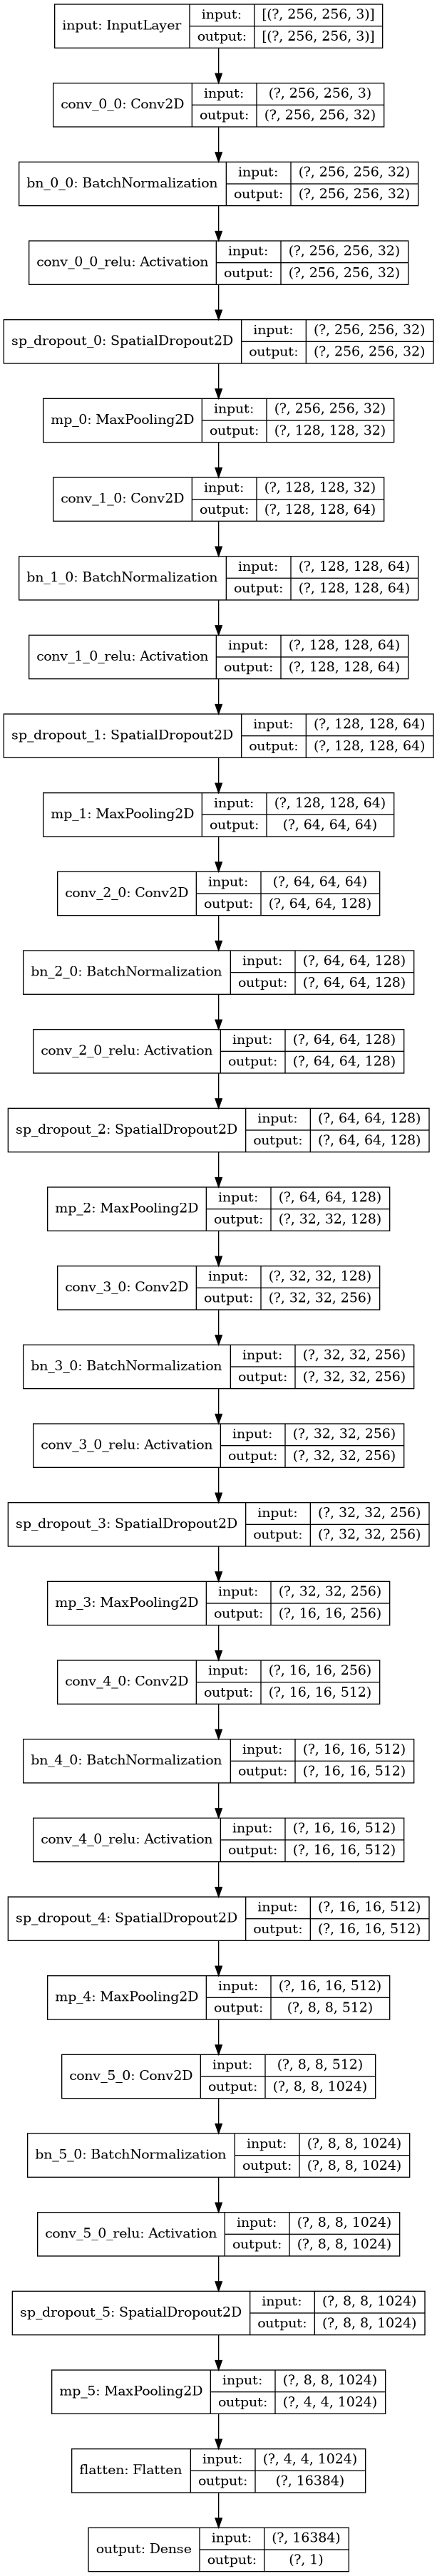 input: InputLayer input: [(?, 256, 256, 3)]
output: [(?, 256, 256, 3)]
conv_0_0: Conv2D input: (?, 256, 256, 3)
output: (?, 256, 256, 32)
bn_0_0: BatchNormalization input: (?, 256, 256, 32)
output: (?, 256, 256, 32)
conv_0_0_relu: Activation input: (?, 256, 256, 32)
output: (?, 256, 256, 32)
sp_dropout_0: SpatialDropout2D input: (?, 256, 256, 32)
output: (?, 256, 256, 32)
mp_0: MaxPooling2D input: (?, 256, 256, 32)
output: (?, 128, 128, 32)
conv_1_0: Conv2D input: (?, 128, 128, 32)
output: (?, 128, 128, 64)
bn_1_0: BatchNormalization input: (?, 128, 128, 64)
output: (?, 128, 128, 64)
conv_1_0_relu: Activation input: (?, 128, 128, 64)
output: (?, 128, 128, 64)
sp_dropout_1: SpatialDropout2D input: (?, 128, 128, 64)
output: (?, 128, 128, 64)
mp_1: MaxPooling2D input: (?, 128, 128, 64)
output: (?, 64, 64, 64)
conv_2_0: Conv2D input: (?, 64, 64, 64)
output: (?, 64, 64, 128)
bn_2_0: BatchNormalization input: (?, 64, 64, 128)
output: (?, 64, 64, 128)
conv_2_0_relu: Activation input: (?, 64, 64, 128)
output: (?, 64, 64, 128)
sp_dropout_2: SpatialDropout2D input: (?, 64, 64, 128)
output: (?, 64, 64, 128)
mp_2: MaxPooling2D input: (?, 64, 64, 128)
output: (?, 32, 32, 128)
conv_3_0: Conv2D input: (?, 32, 32, 128)
output: (?, 32, 32, 256)
bn_3_0: BatchNormalization input: (?, 32, 32, 256)
output: (?, 32, 32, 256)
conv_3_0_relu: Activation input: (?, 32, 32, 256)
output: (?, 32, 32, 256)
sp_dropout_3: SpatialDropout2D input: (?, 32, 32, 256)
output: (?, 32, 32, 256)
mp_3: MaxPooling2D input: (?, 32, 32, 256)
output: (?, 16, 16, 256)
conv_4_0: Conv2D input: (?, 16, 16, 256)
output: (?, 16, 16, 512)
bn_4_0: BatchNormalization input: (?, 16, 16, 512)
output: (?, 16, 16, 512)
conv_4_0_relu: Activation input: (?, 16, 16, 512)
output: (?, 16, 16, 512)
sp_dropout_4: SpatialDropout2D input: (?, 16, 16, 512)
output: (?, 16, 16, 512)
mp_4: MaxPooling2D input: (?, 16, 16, 512)
output: (?, 8, 8, 512)
conv_5_0: Conv2D input: (?, 8, 8, 512)
output: (?, 8, 8, 1024)
bn_5_0: BatchNormalization input: (?, 8, 8, 1024)
output: (?, 8, 8, 1024)
conv_5_0_relu: Activation input: (?, 8, 8, 1024)
output: (?, 8, 8, 1024)
sp_dropout_5: SpatialDropout2D input: (?, 8, 8, 1024)
output: (?, 8, 8, 1024)
mp_5: MaxPooling2D input: (?, 8, 8, 1024)
output: (?, 4, 4, 1024)
flatten: Flatten input: (?, 4, 4, 1024)
output: (?, 16384)
output: Dense input: (?, 16384)
output: (?, 1)